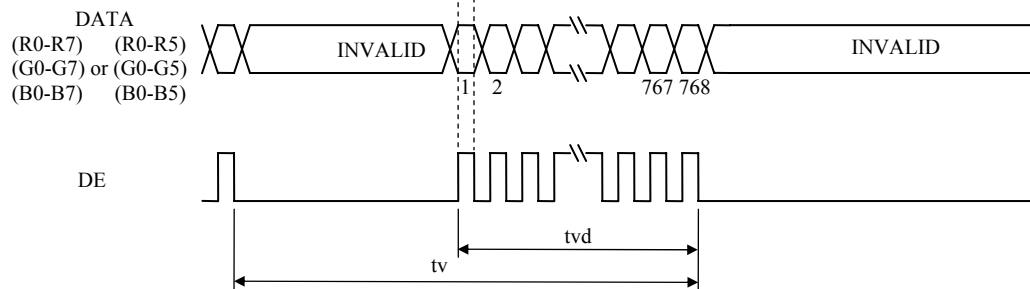 DATA
(R0-R7) (R0-R5)
(G0-G7) or (G0-G5)
(B0-B7) (B0-B5)
INVALID INVALID
1 2 767 768
DE
tvd
tv